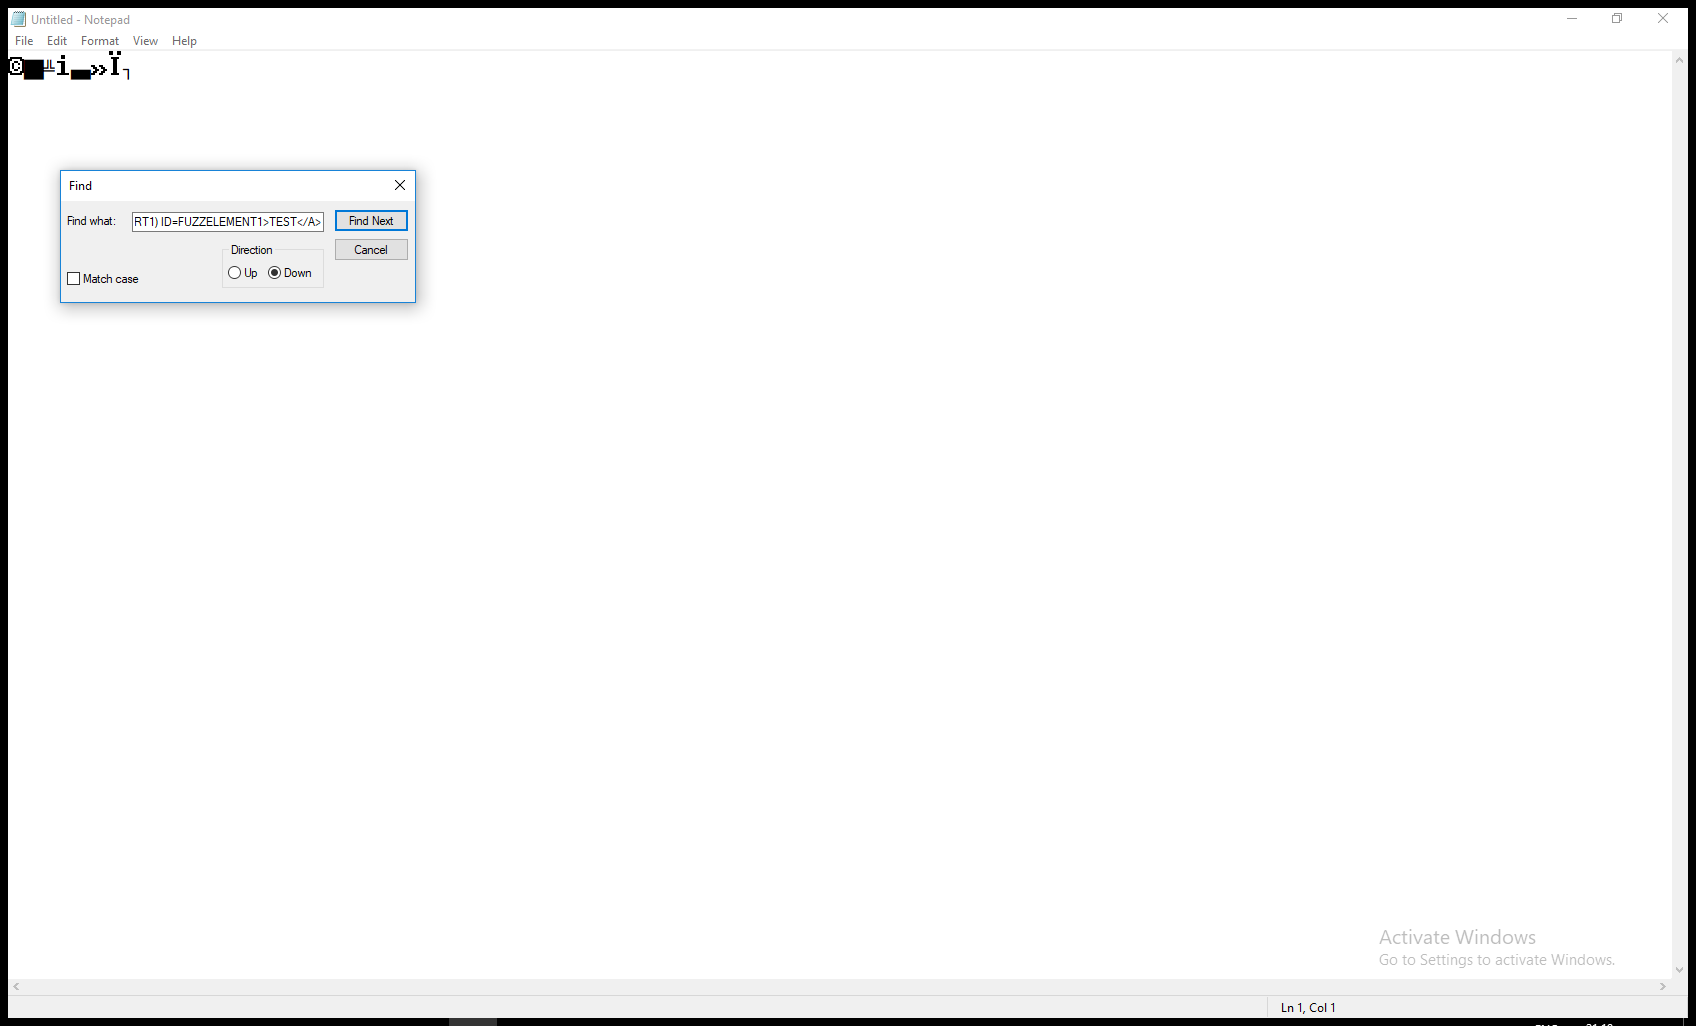 Untitled - Notepad
File Edit Format View Help
©▆╩i▃»Ï┐
Find
Find what: RT1) ID=FUZZELEMENT1>TEST</A> Find Next
Direction Cancel
Up Down
Match case
Activate Windows
Go to Settings to activate Windows.
Ln 1, Col 1